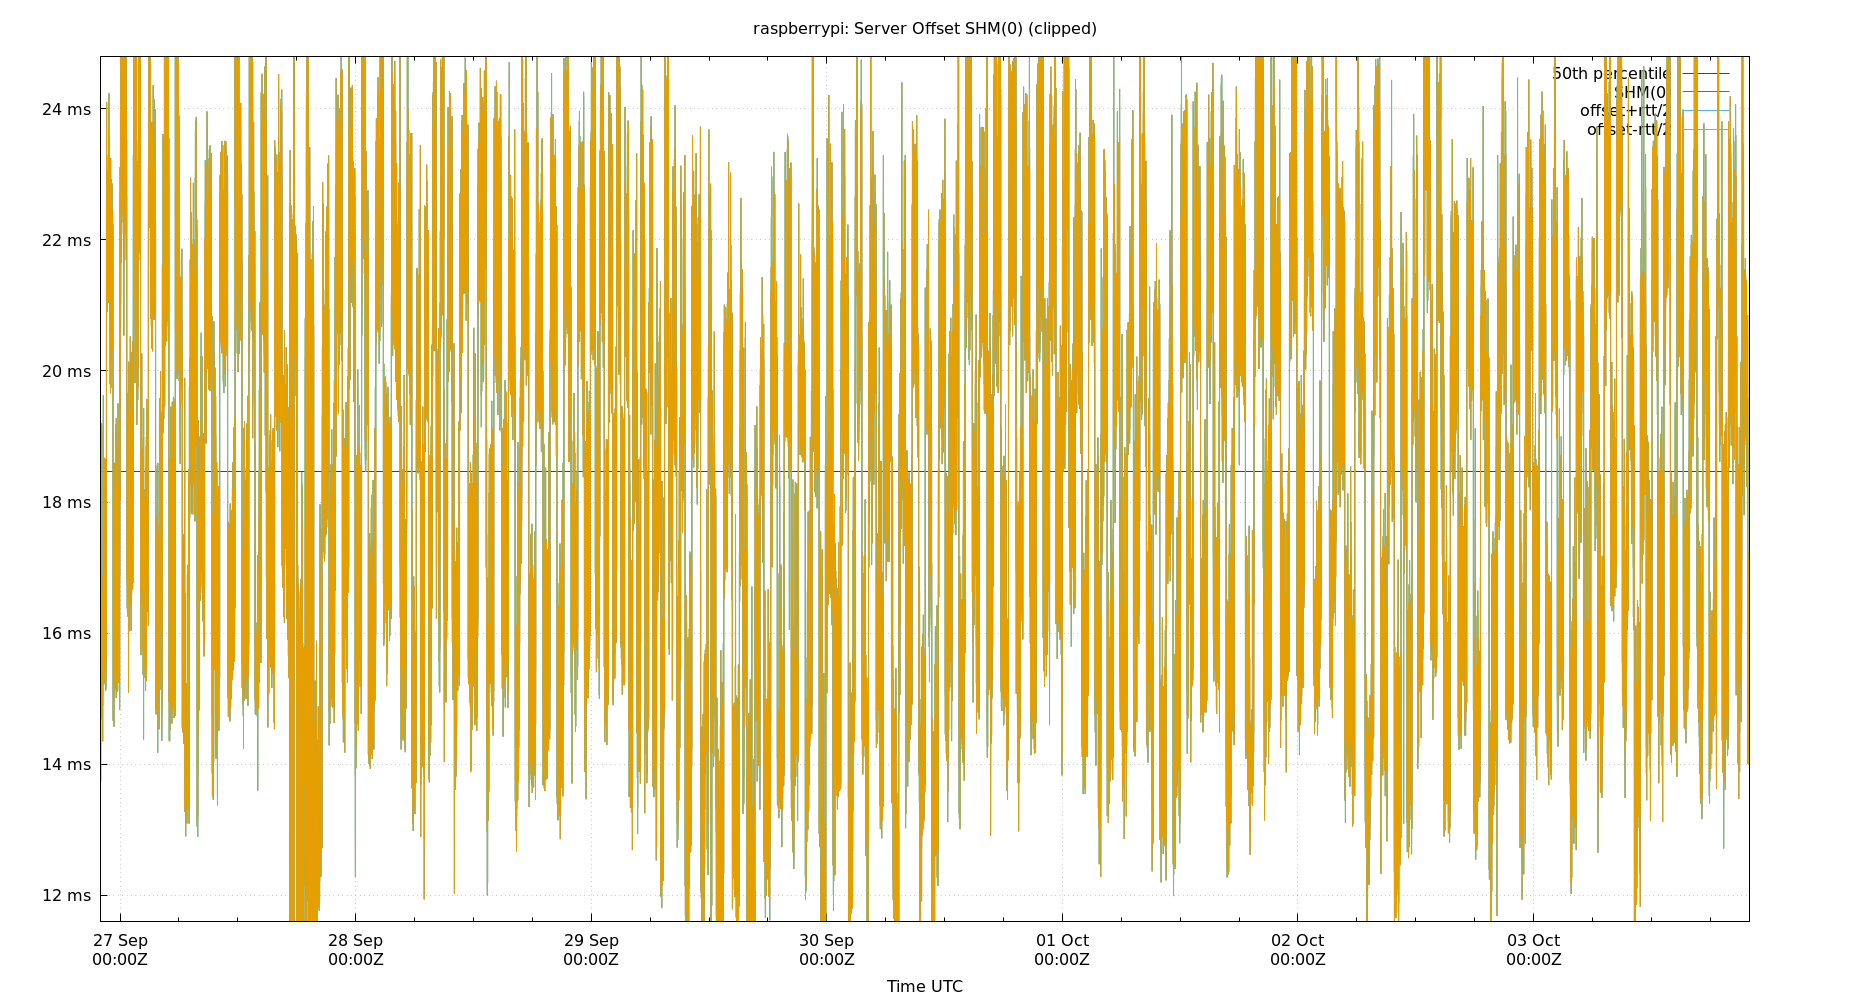 raspberrypi: Server Offset SHM(0) (clipped)
50th percentile
SHM(0)
offset+rtt/2
offset-rtt/2
24 ms
22 ms
20 ms
18 ms
16 ms
14 ms
12 ms
27 Sep 28 Sep 29 Sep 30 Sep 01 Oct 02 Oct 03 Oct
00:00Z 00:00Z 00:00Z 00:00Z 00:00Z 00:00Z 00:00Z
Time UTC